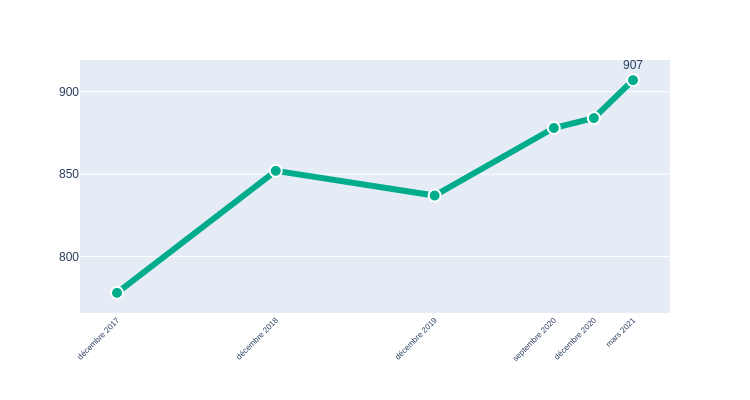 907
900
850
800
décembre 2017
décembre 2018
décembre 2019
septembre 2020
décembre 2020
mars 2021